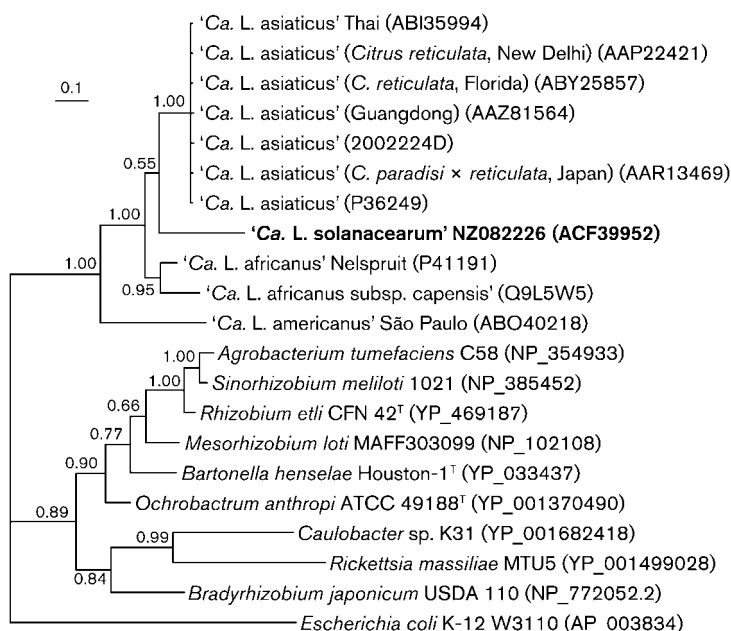 'Ca. L. asiaticus' Thai (ABI35994)
'Ca. L. asiaticus' (Citrus reticulata, New Delhi) (AAP22421)
0.1
'Ca. L. asiaticus' (C. reticulata, Florida) (ABY25857)
1.00
'Ca. L. asiaticus' (Guangdong) (AAZ81564)
'Ca. L. asiaticus' (2002224D)
0.55
'Ca. L. asiaticus' (C. paradisi × reticulata, Japan) (AAR13469)
'Ca. L. asiaticus' (P36249)
1.00
'Ca. L. solanacearum' NZ082226 (ACF39952)
1.00
'Ca. L. africanus' Nelspruit (P41191)
0.95
'Ca. L. africanus subsp. capensis' (Q9L5W5)
'Ca. L. americanus' São Paulo (ABO40218)
1.00
Agrobacterium tumefaciens C58 (NP_354933)
1.00
Sinorhizobium meliloti 1021 (NP_385452)
0.66
Rhizobium etli CFN 42ᵀ (YP_469187)
0.77
Mesorhizobium loti MAFF303099 (NP_102108)
0.90
Bartonella henselae Houston-1ᵀ (YP_033437)
Ochrobactrum anthropi ATCC 49188ᵀ (YP_001370490)
0.89
0.99
Caulobacter sp. K31 (YP_001682418)
Rickettsia massiliae MTU5 (YP_001499028)
0.84
Bradyrhizobium japonicum USDA 110 (NP_772052.2)
Escherichia coli K-12 W3110 (AP_003834)